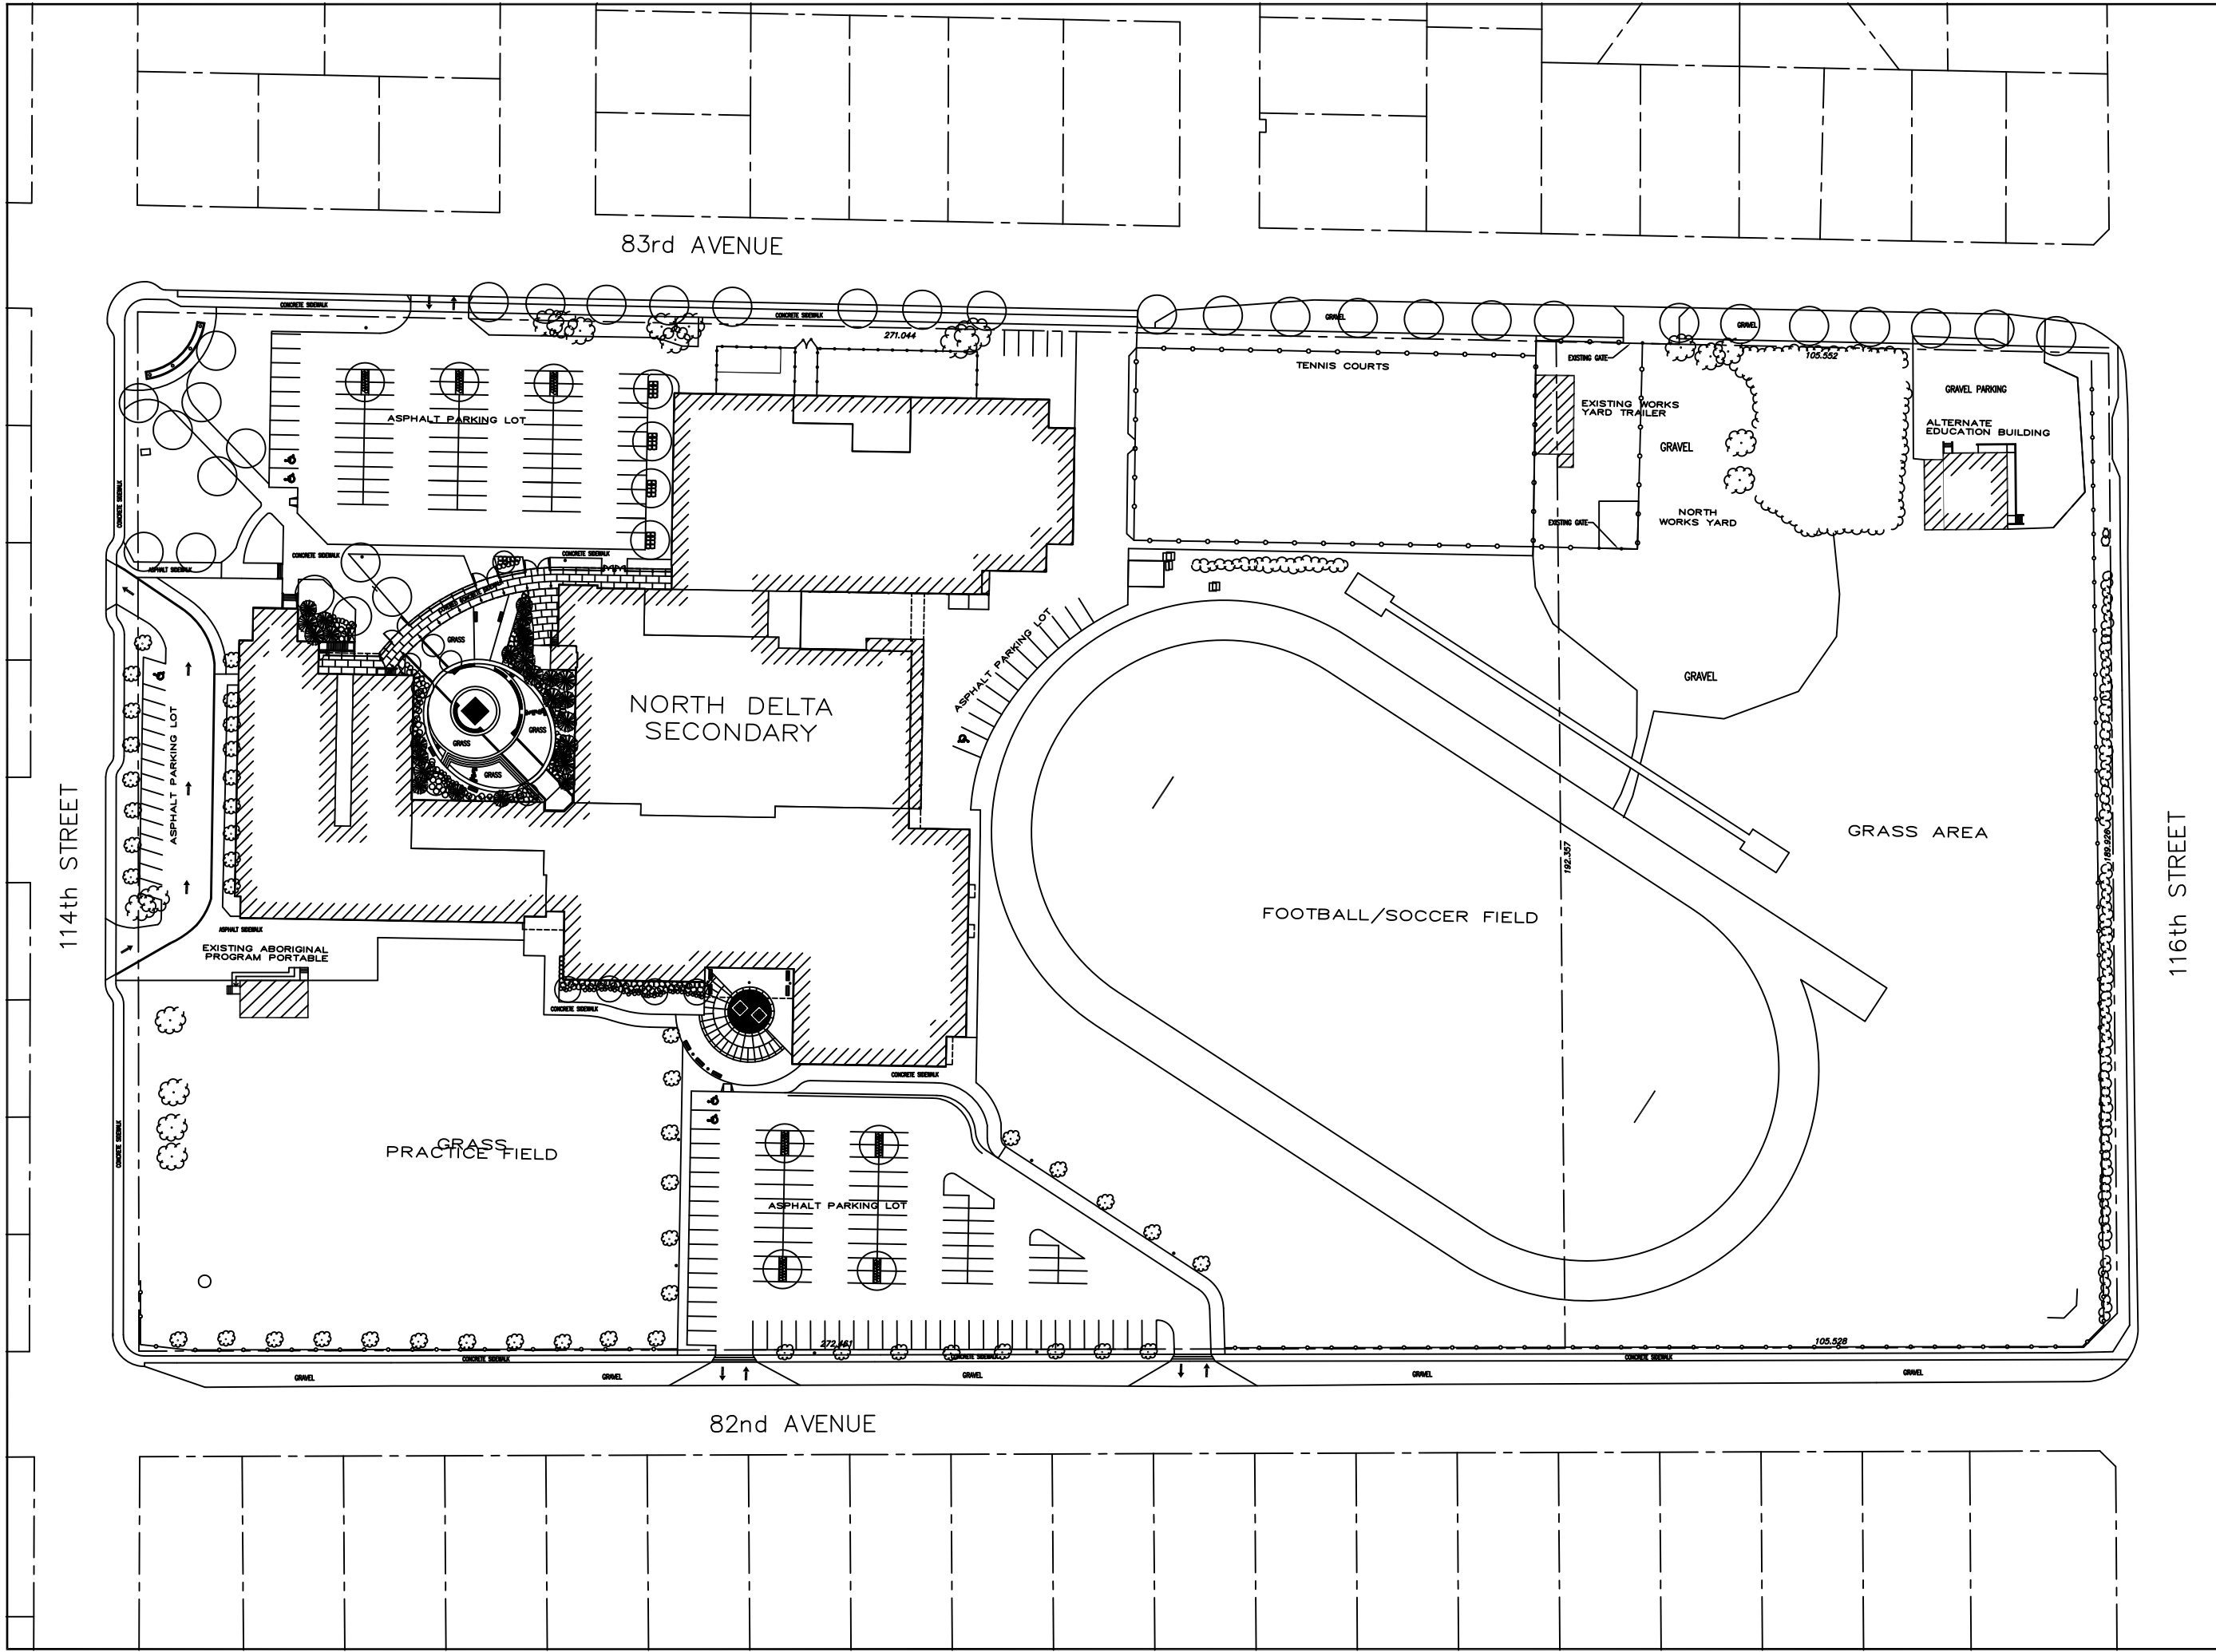 83rd AVENUE
CONCRETE SIDEWALK
CONCRETE SIDEWALK
GRAVEL
GRAVEL
271.044
TENNIS COURTS
EXISTING GATE
105.552
GRAVEL PARKING
ASPHALT PARKING LOT
EXISTING WORKS
YARD TRAILER
ALTERNATE
EDUCATION BUILDING
GRAVEL
CONCRETE SIDEWALK
NORTH
WORKS YARD
EXISTING GATE
CONCRETE SIDEWALK
CONCRETE SIDEWALK
ASPHALT SIDEWALK
GRASS
ASPHALT PARKING LOT
GRAVEL
NORTH DELTA
SECONDARY
GRASS
GRASS
GRASS
ASPHALT PARKING LOT
114th STREET
GRASS AREA
192.357
189.926
116th STREET
FOOTBALL/SOCCER FIELD
ASPHALT SIDEWALK
EXISTING ABORIGINAL
PROGRAM PORTABLE
CONCRETE SIDEWALK
CONCRETE SIDEWALK
CONCRETE SIDEWALK
GRASS
PRACTICE FIELD
ASPHALT PARKING LOT
272.461
105.528
CONCRETE SIDEWALK
CONCRETE SIDEWALK
CONCRETE SIDEWALK
GRAVEL
GRAVEL
GRAVEL
GRAVEL
GRAVEL
82nd AVENUE